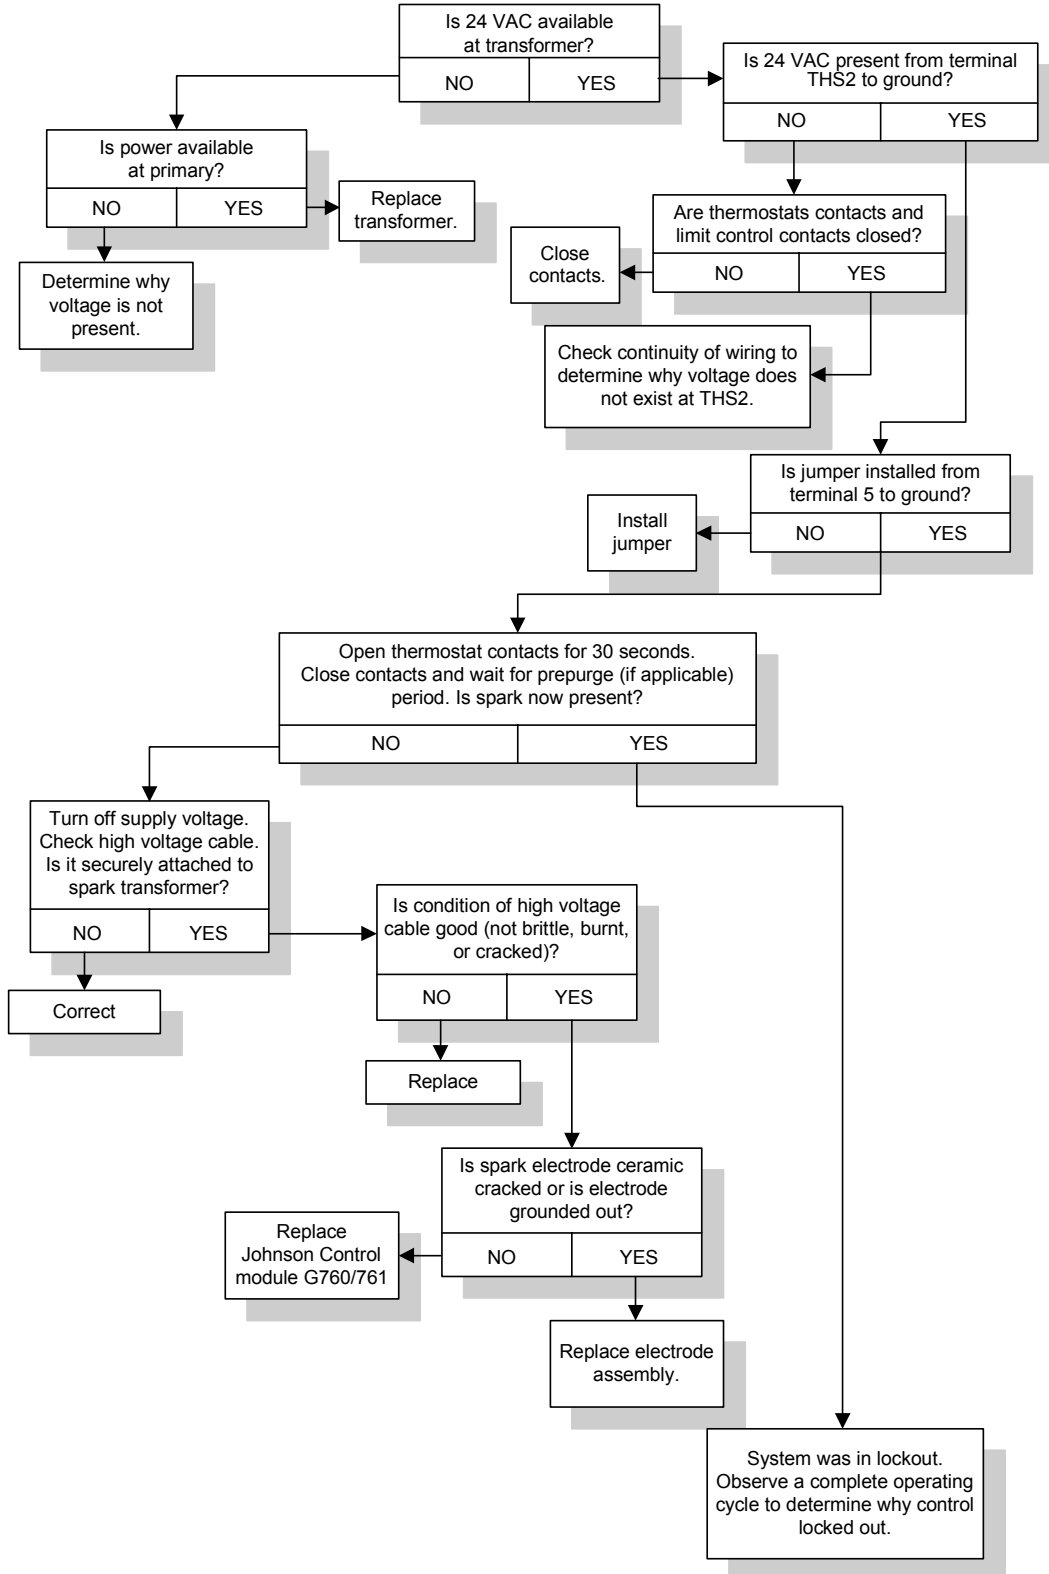 Is 24 VAC available
at transformer?
NO
YES
Is 24 VAC present from terminal
THS2 to ground?
NO
YES
Is power available
at primary?
NO
YES
Replace
transformer.
Determine why
voltage is not
present.
Are thermostats contacts and
limit control contacts closed?
NO
YES
Close
contacts.
Check continuity of wiring to
determine why voltage does
not exist at THS2.
Is jumper installed from
terminal 5 to ground?
NO
YES
Install
jumper
Open thermostat contacts for 30 seconds.
Close contacts and wait for prepurge (if applicable)
period. Is spark now present?
NO
YES
Turn off supply voltage.
Check high voltage cable.
Is it securely attached to
spark transformer?
NO
YES
Correct
Is condition of high voltage
cable good (not brittle, burnt,
or cracked)?
NO
YES
Replace
Is spark electrode ceramic
cracked or is electrode
grounded out?
NO
YES
Replace
Johnson Control
module G760/761
Replace electrode
assembly.
System was in lockout.
Observe a complete operating
cycle to determine why control
locked out.